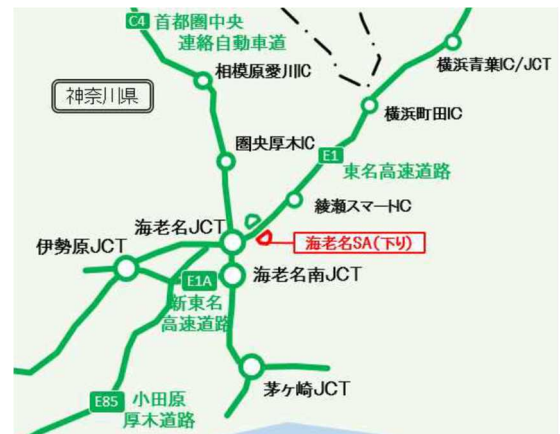 C4 首都圏中央
連絡自動車道
横浜青葉IC/JCT
相模原愛川IC
神奈川県
横浜町田IC
圏央厚木IC
E1
東名高速道路
綾瀬スマートIC
海老名JCT
海老名SA(下り)
伊勢原JCT
海老名南JCT
E1A
新東名
高速道路
茅ヶ崎JCT
E85 小田原
厚木道路